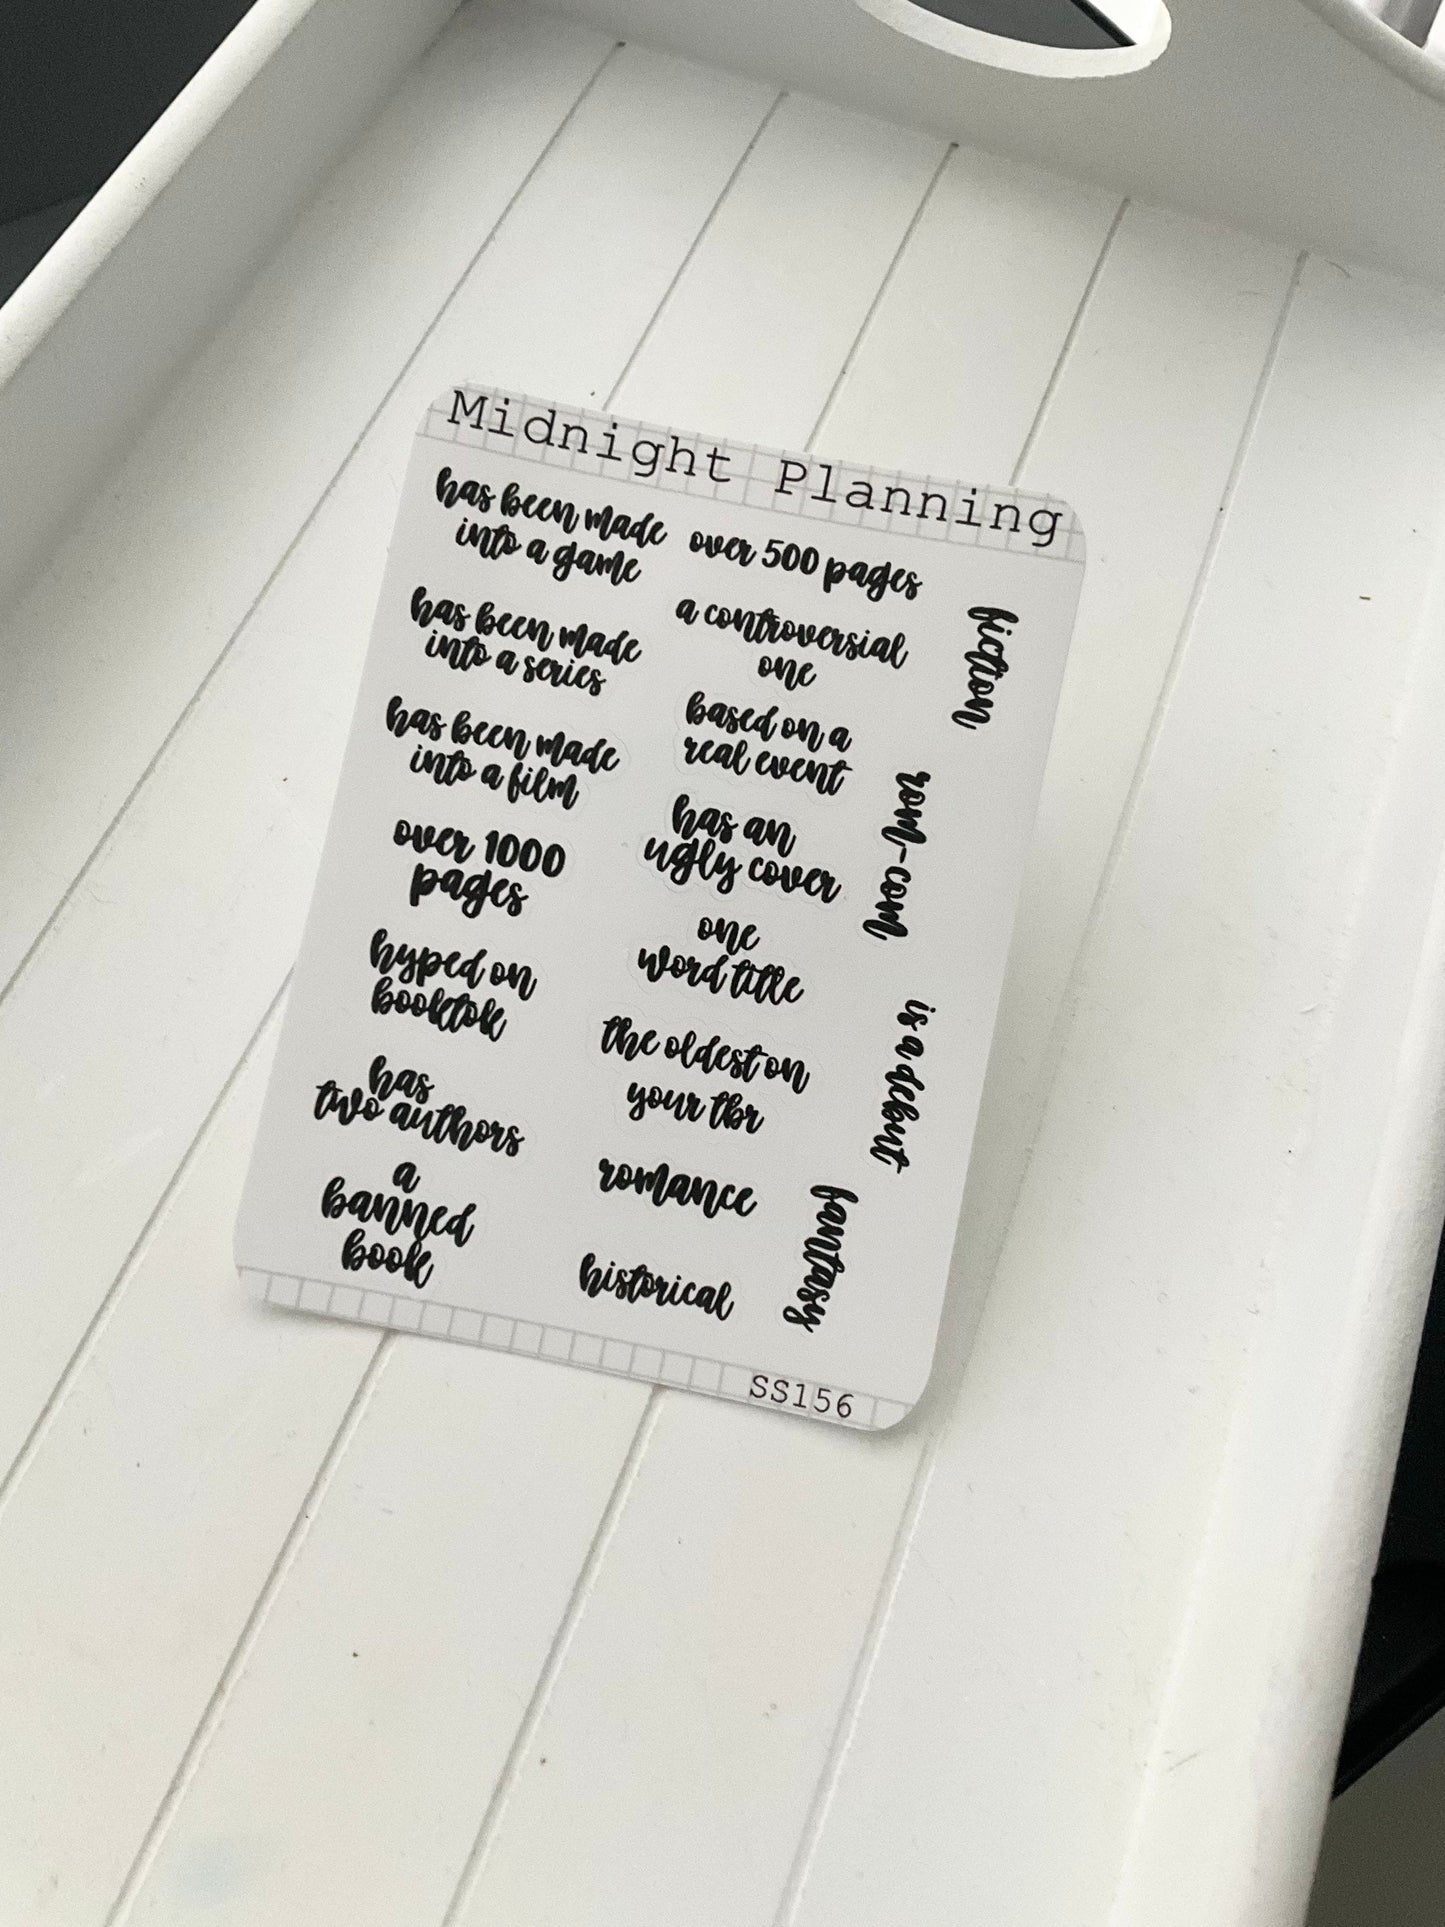 Midnight Planning
has been made
into a game
has been made
into a series
has been made
into a film
over 1000
pages
hyped on
booktok
has
two authors
a
banned
book
over 500 pages
a controversial
one
based on a
real event
has an
ugly cover
one
word title
the oldest on
your tbr
romance
historical
fiction
rom-com
is a debut
fantasy
SS156